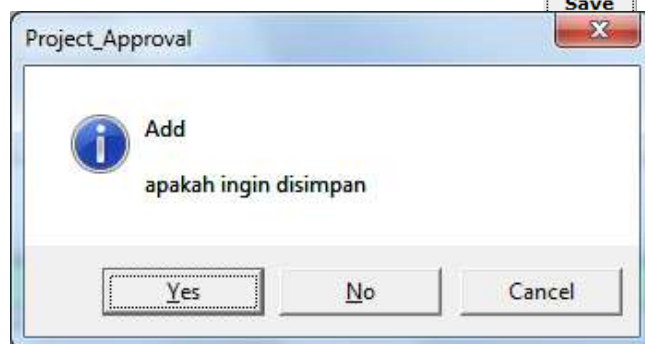 Save
Project_Approval
Add
apakah ingin disimpan
Yes
No
Cancel